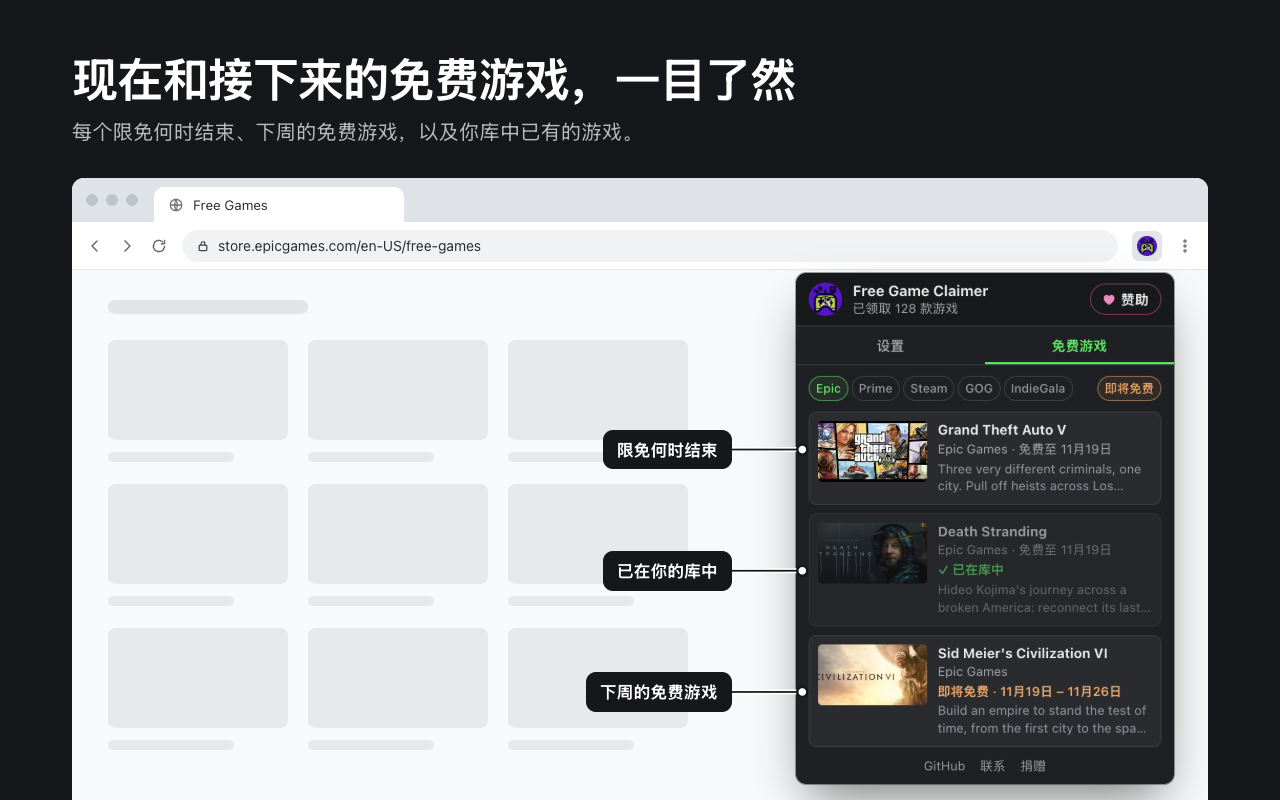 现在和接下来的免费游戏，一目了然
每个限免何时结束、下周的免费游戏，以及你库中已有的游戏。
Free Games
store.epicgames.com/en-US/free-games
Free Game Claimer
已领取 128 款游戏
赞助
设置
免费游戏
Epic
Prime
Steam
GOG
IndieGala
即将免费
限免何时结束
grand theft auto V
Grand Theft Auto V
Epic Games · 免费至 11月19日
Three very different criminals, one
city. Pull off heists across Los…
已在你的库中
DEATH STRANDING
Death Stranding
Epic Games · 免费至 11月19日
✓ 已在库中
Hideo Kojima's journey across a
broken America: reconnect its last…
下周的免费游戏
CIVILIZATION VI
Sid Meier's Civilization VI
Epic Games
即将免费 · 11月19日 – 11月26日
Build an empire to stand the test of
time, from the first city to the spa…
GitHub
联系
捐赠